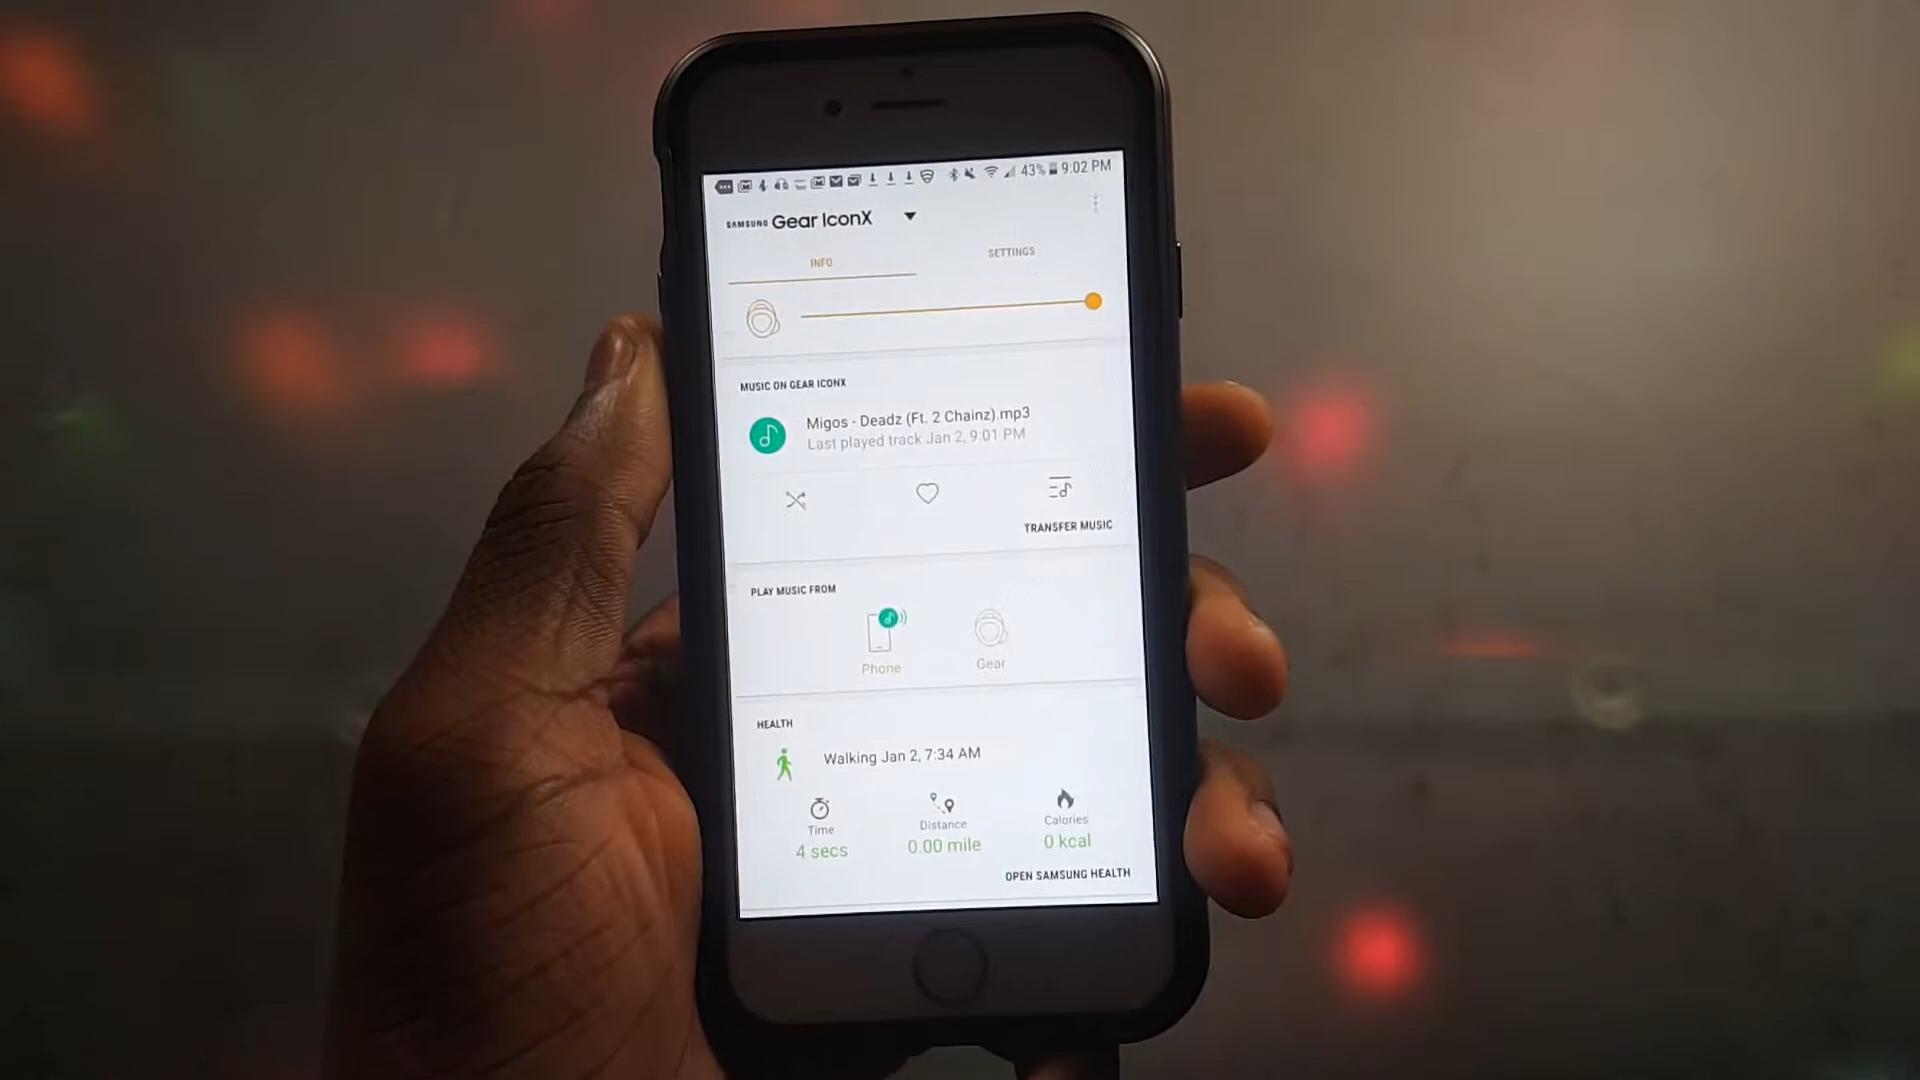 43% 9:02 PM
SAMSUNG Gear IconX
INFO SETTINGS
MUSIC ON GEAR ICONX
Migos - Deadz (Ft. 2 Chainz).mp3
Last played track Jan 2, 9:01 PM
TRANSFER MUSIC
PLAY MUSIC FROM
Phone Gear
HEALTH
Walking Jan 2, 7:34 AM
Time Distance Calories
4 secs 0.00 mile 0 kcal
OPEN SAMSUNG HEALTH